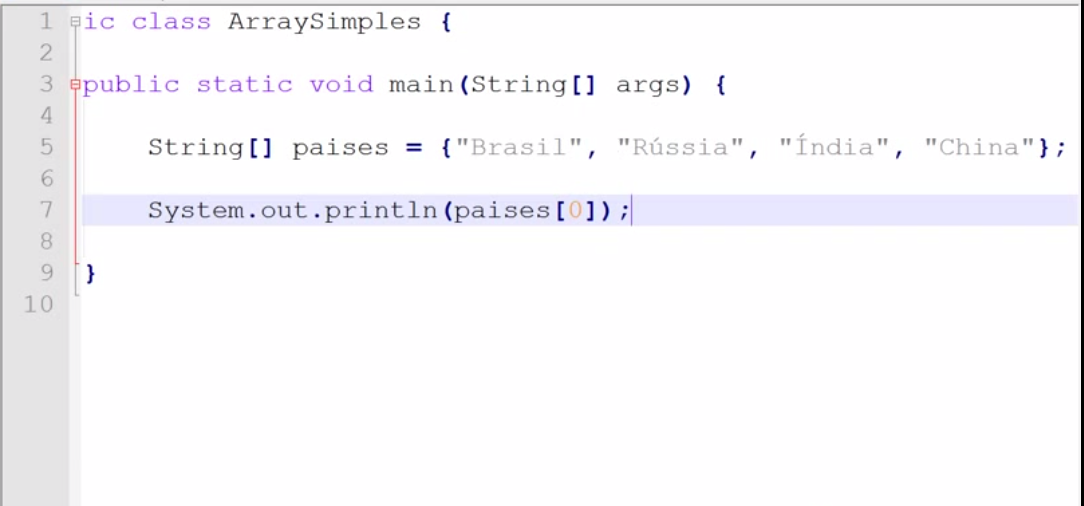 1 ic class ArraySimples {
2
3 public static void main(String[] args) {
4
5 String[] paises = {"Brasil", "Rússia", "Índia", "China"};
6
7 System.out.println(paises[0]);
8
9 }
10